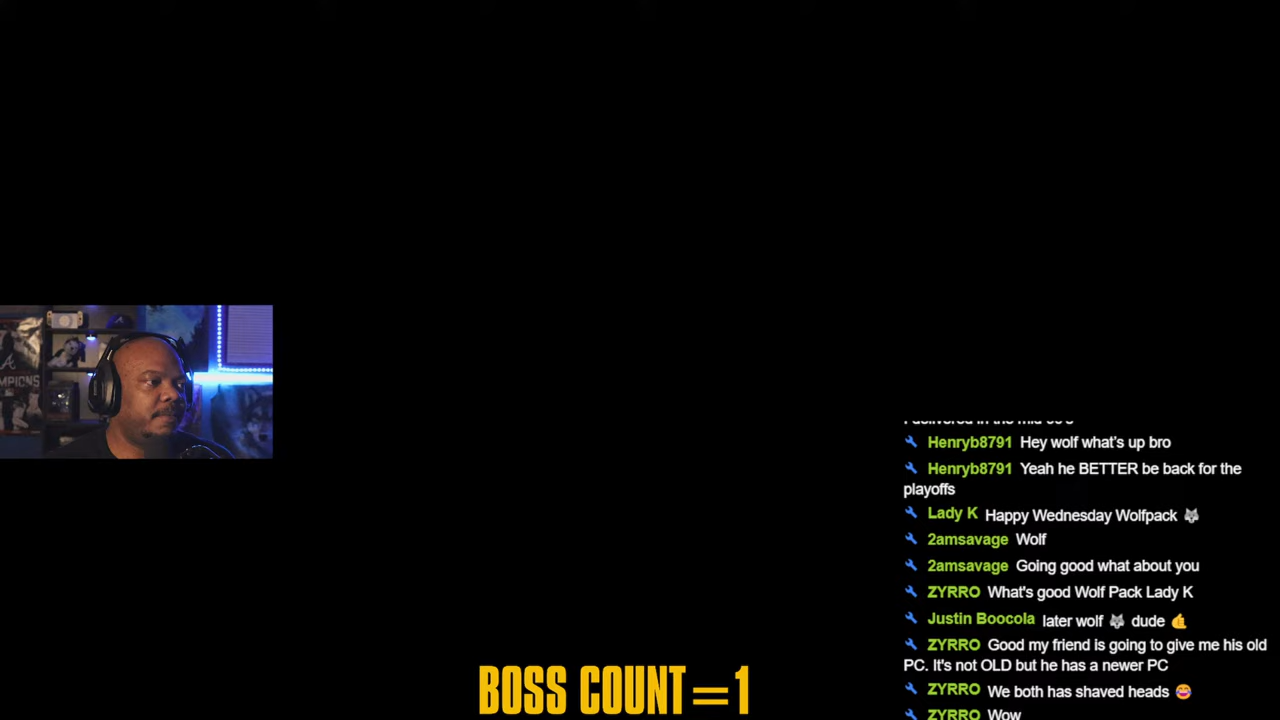 Henryb8791 Hey wolf what's up bro
Henryb8791 Yeah he BETTER be back for the
playoffs
Lady K Happy Wednesday Wolfpack 🐺
2amsavage Wolf
2amsavage Going good what about you
ZYRRO What's good Wolf Pack Lady K
Justin Boocola later wolf 🐺 dude 🤙
ZYRRO Good my friend is going to give me his old
PC. It's not OLD but he has a newer PC
ZYRRO We both has shaved heads 😂
ZYRRO Wow
BOSS COUNT=1